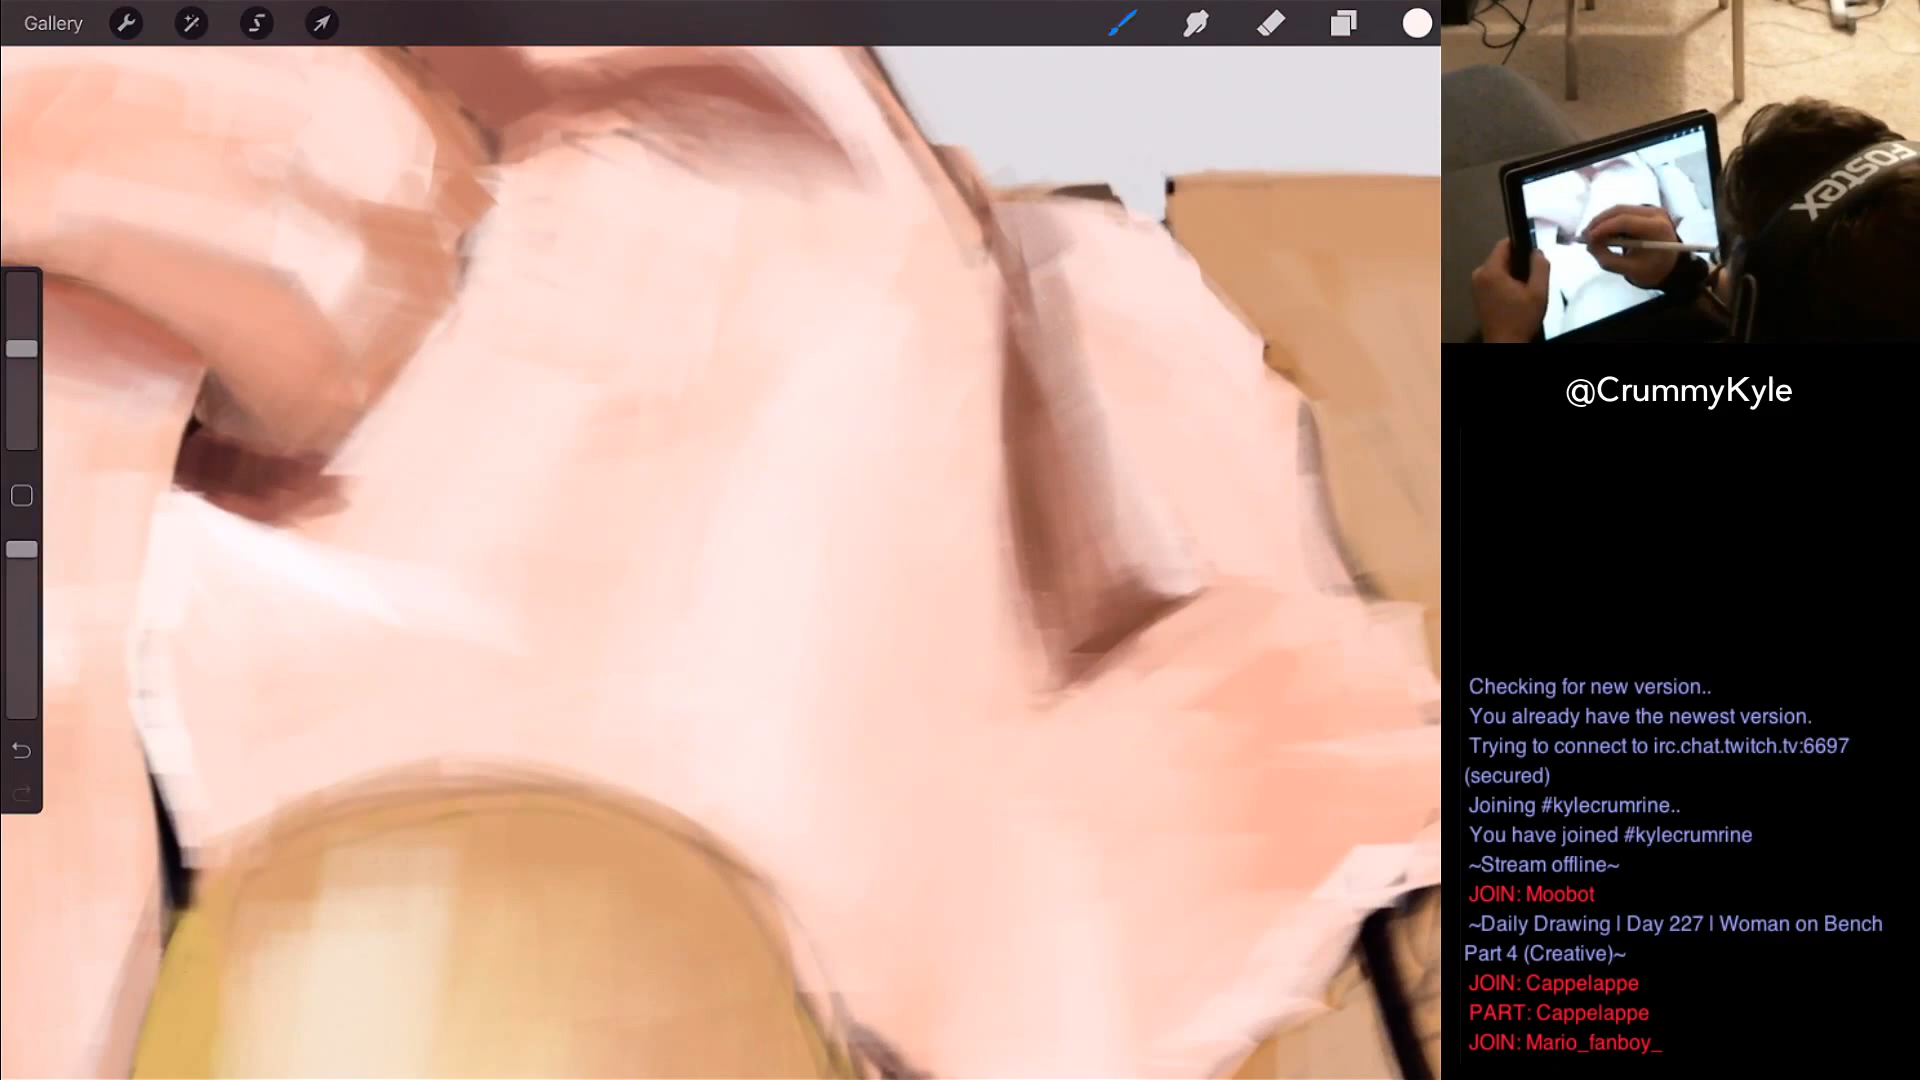 Gallery
FOSTEX
@CrummyKyle
Checking for new version..
You already have the newest version.
Trying to connect to irc.chat.twitch.tv:6697
(secured)
Joining #kylecrumrine..
You have joined #kylecrumrine
~Stream offline~
JOIN: Moobot
~Daily Drawing | Day 227 | Woman on Bench
Part 4 (Creative)~
JOIN: Cappelappe
PART: Cappelappe
JOIN: Mario_fanboy_